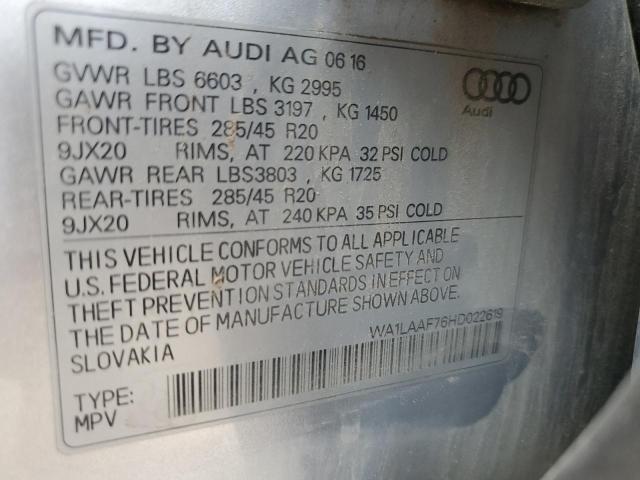 MFD. BY AUDI AG 06 16
GVWR LBS 6603 , KG 2995
GAWR FRONT LBS 3197 , KG 1450
FRONT-TIRES 285/45 R20
9JX20 RIMS, AT 220 KPA 32 PSI COLD
GAWR REAR LBS3803 , KG 1725
REAR-TIRES 285/45 R20
9JX20 RIMS, AT 240 KPA 35 PSI COLD
Audi
THIS VEHICLE CONFORMS TO ALL APPLICABLE
U.S. FEDERAL MOTOR VEHICLE SAFETY AND
THEFT PREVENTION STANDARDS IN EFFECT ON
THE DATE OF MANUFACTURE SHOWN ABOVE.
SLOVAKIA
WA1LAAF76HD022619
TYPE:
MPV